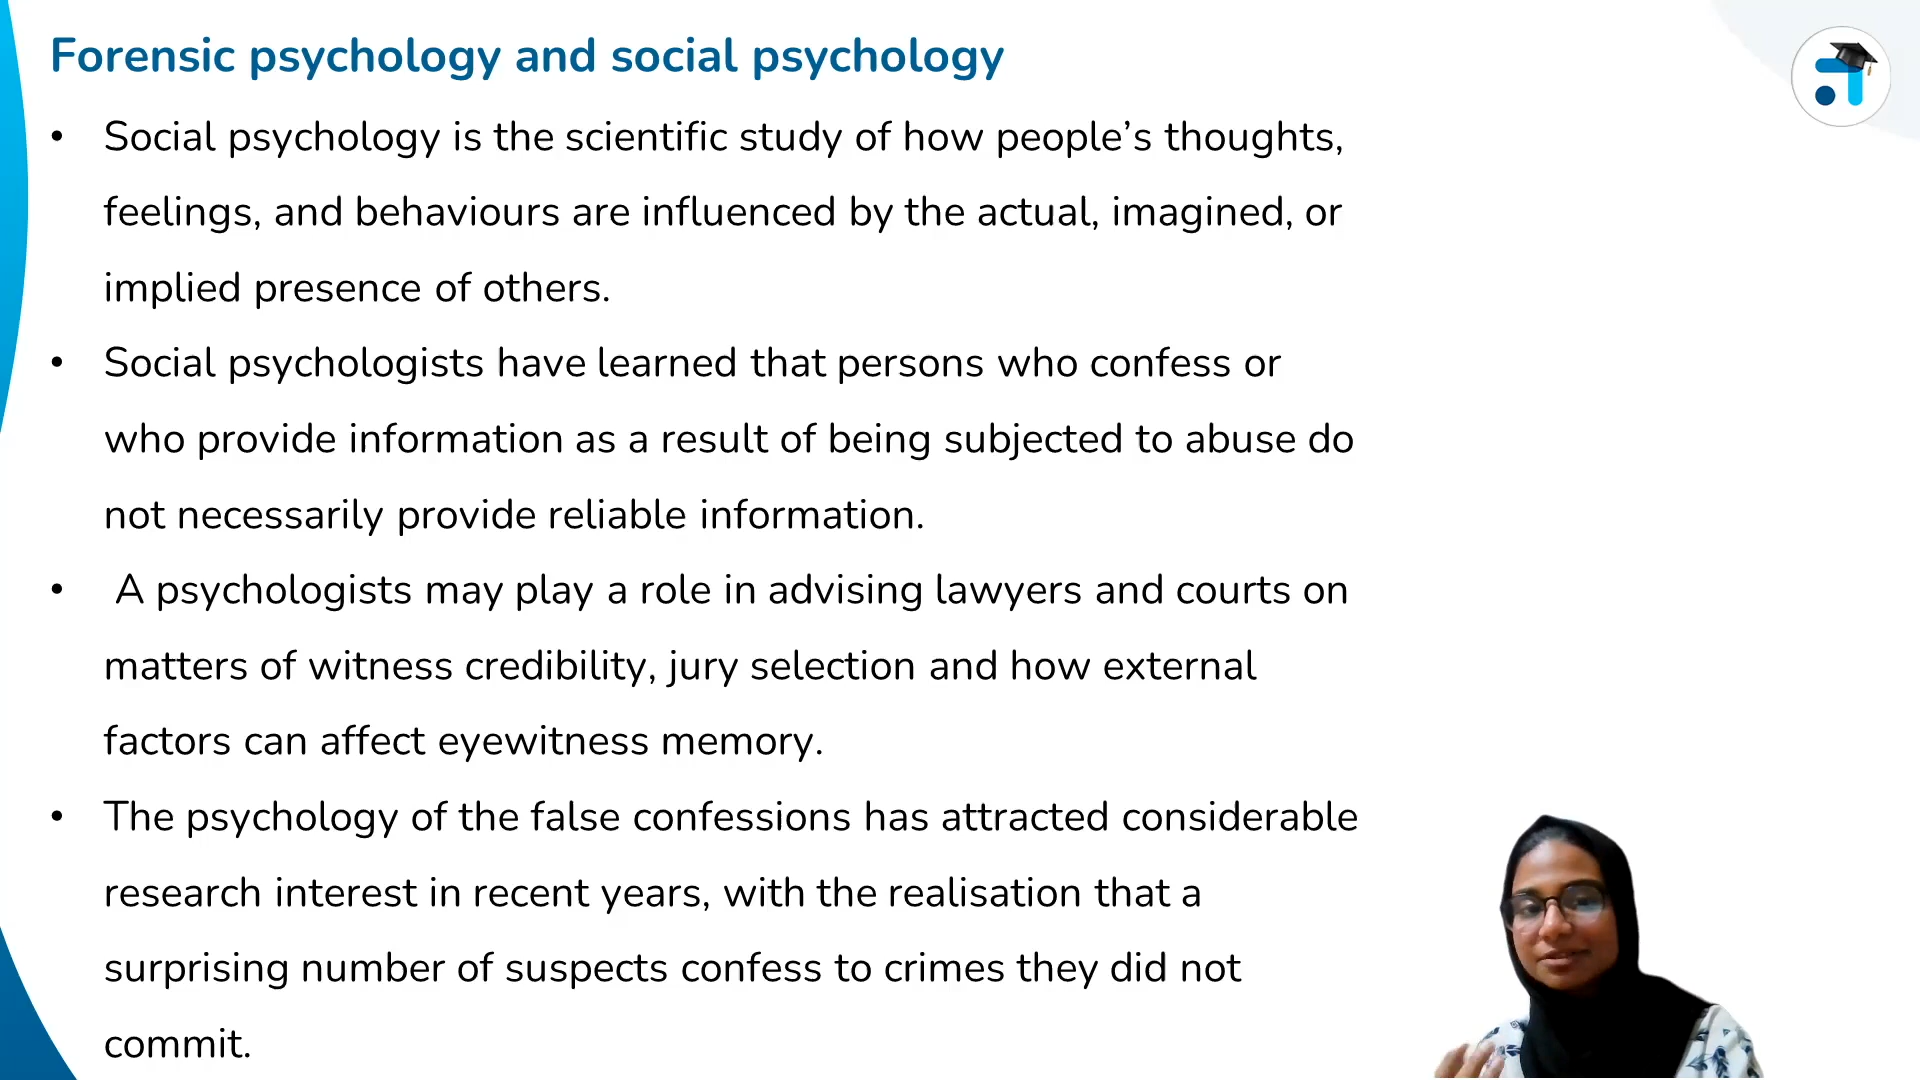 Forensic psychology and social psychology
• Social psychology is the scientific study of how people’s thoughts,
feelings, and behaviours are influenced by the actual, imagined, or
implied presence of others.
• Social psychologists have learned that persons who confess or
who provide information as a result of being subjected to abuse do
not necessarily provide reliable information.
• A psychologists may play a role in advising lawyers and courts on
matters of witness credibility, jury selection and how external
factors can affect eyewitness memory.
• The psychology of the false confessions has attracted considerable
research interest in recent years, with the realisation that a
surprising number of suspects confess to crimes they did not
commit.